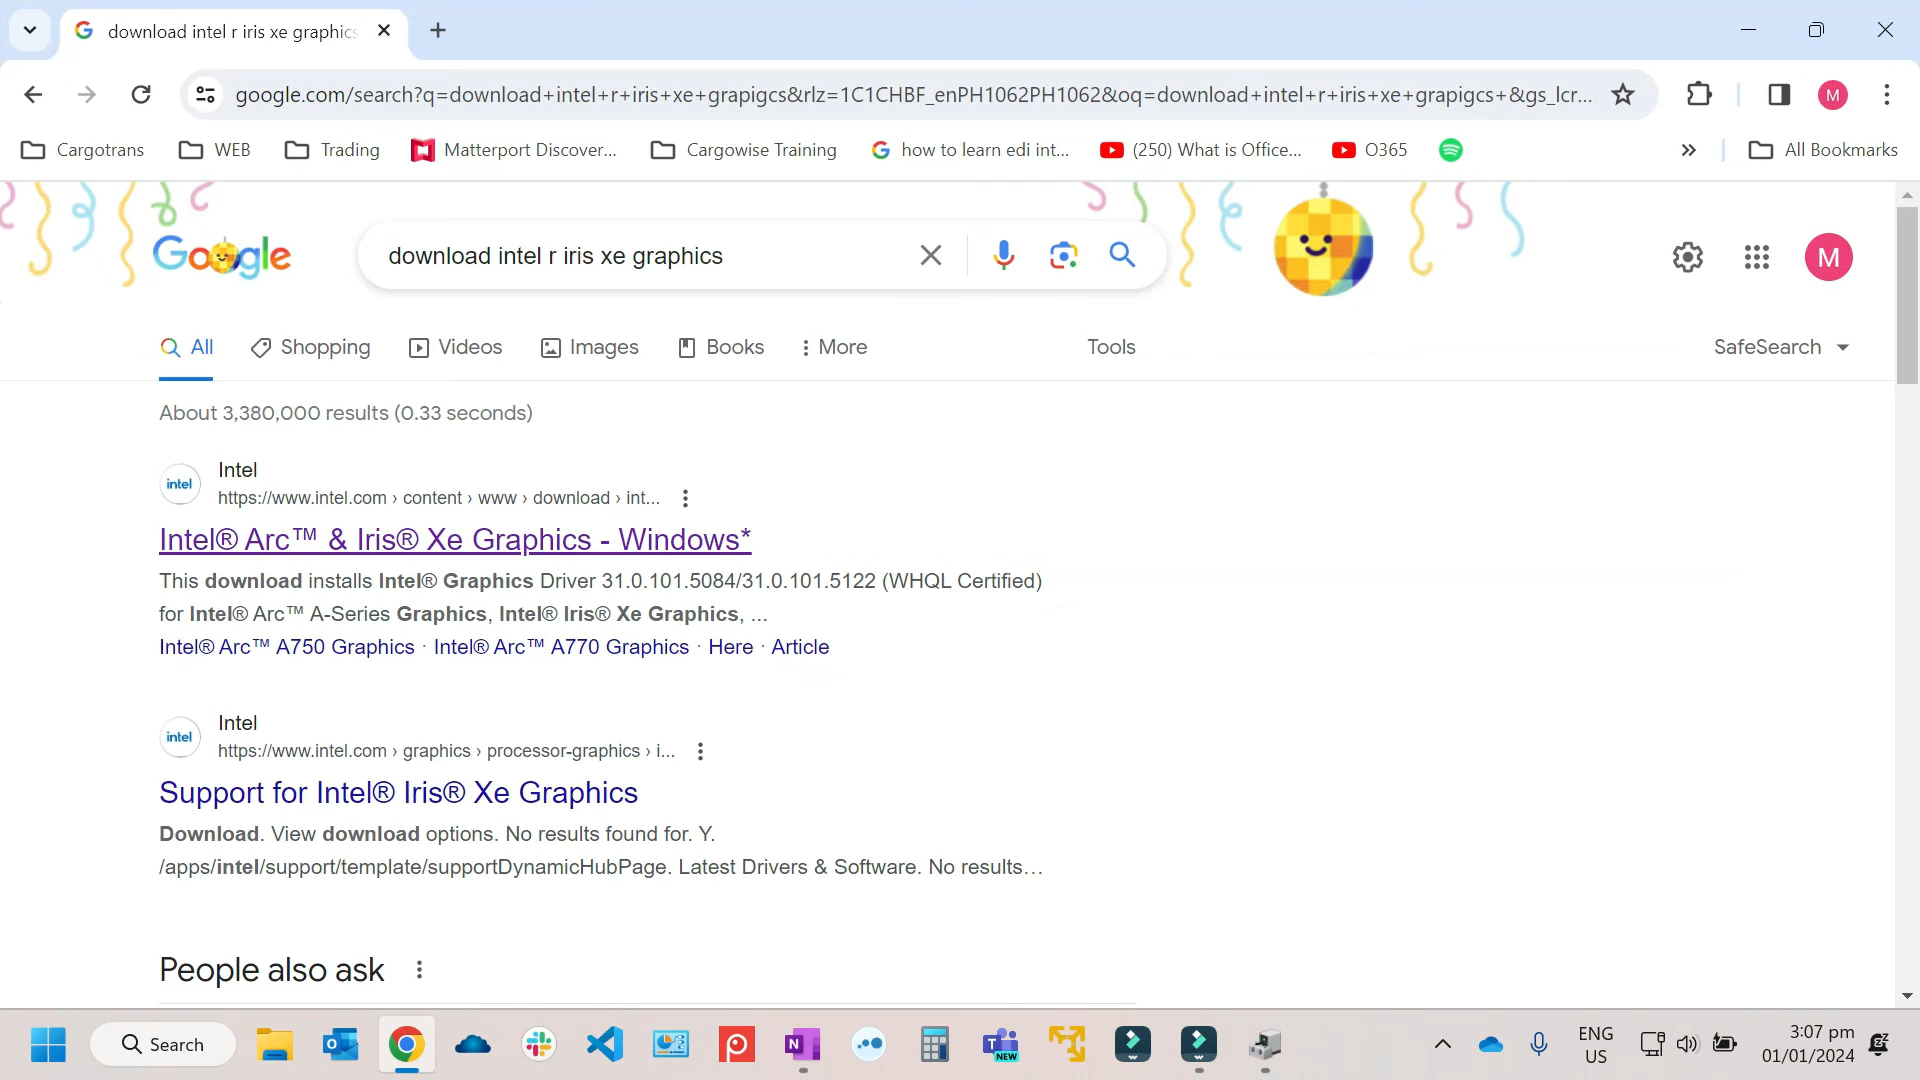 download intel r iris xe graphics
google.com/search?q=download+intel+r+iris+xe+grapigcs&rlz=1C1CHBF_enPH1062PH1062&oq=download+intel+r+iris+xe+grapigcs+&gs_lcr...
M
Cargotrans
WEB
Trading
Matterport Discover...
Cargowise Training
how to learn edi int...
(250) What is Office...
O365
All Bookmarks
Google
download intel r iris xe graphics
M
All
Shopping
Videos
Images
Books
More
Tools
SafeSearch
About 3,380,000 results (0.33 seconds)
intel
Intel
https://www.intel.com › content › www › download › int...
Intel® Arc™ & Iris® Xe Graphics - Windows*
This download installs Intel® Graphics Driver 31.0.101.5084/31.0.101.5122 (WHQL Certified)
for Intel® Arc™ A-Series Graphics, Intel® Iris® Xe Graphics, ...
Intel® Arc™ A750 Graphics · Intel® Arc™ A770 Graphics · Here · Article
intel
Intel
https://www.intel.com › graphics › processor-graphics › i...
Support for Intel® Iris® Xe Graphics
Download. View download options. No results found for. Y.
/apps/intel/support/template/supportDynamicHubPage. Latest Drivers & Software. No results...
People also ask
Search
NEW
ENG
US
3:07 pm
01/01/2024